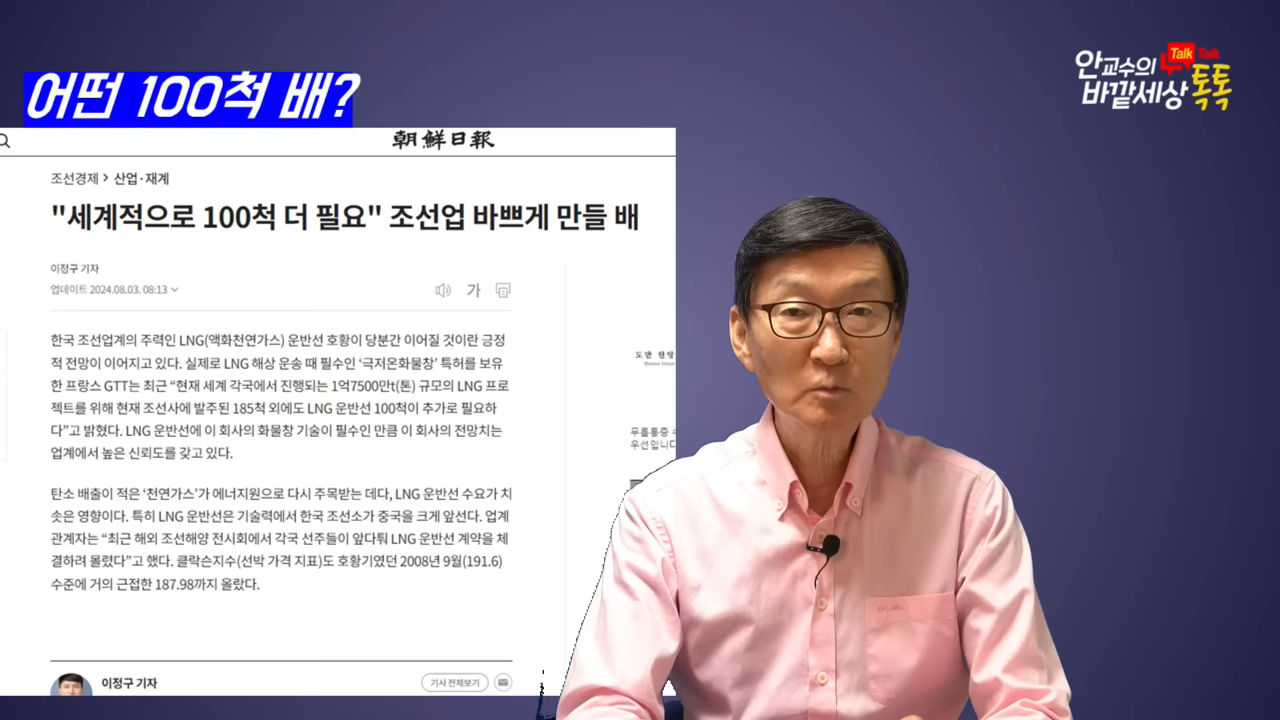 어떤 100척 배?
안교수의
Talk Talk
바깥세상 톡톡
朝鮮日報
조선경제 > 산업·재계
"세계적으로 100척 더 필요" 조선업 바쁘게 만들 배
이정구 기자
업데이트 2024.08.03. 08:13
가
한국 조선업계의 주력인 LNG(액화천연가스) 운반선 호황이 당분간 이어질 것이란 긍정
적 전망이 이어지고 있다. 실제로 LNG 해상 운송 때 필수인 ‘극저온화물창’ 특허를 보유
한 프랑스 GTT는 최근 “현재 세계 각국에서 진행되는 1억7500만t(톤) 규모의 LNG 프로
젝트를 위해 현재 조선사에 발주된 185척 외에도 LNG 운반선 100척이 추가로 필요하
다”고 밝혔다. LNG 운반선에 이 회사의 화물창 기술이 필수인 만큼 이 회사의 전망치는
업계에서 높은 신뢰도를 갖고 있다.
탄소 배출이 적은 ‘천연가스’가 에너지원으로 다시 주목받는 데다, LNG 운반선 수요가 치
솟은 영향이다. 특히 LNG 운반선은 기술력에서 한국 조선소가 중국을 크게 앞선다. 업계
관계자는 “최근 해외 조선해양 전시회에서 각국 선주들이 앞다퉈 LNG 운반선 계약을 체
결하려 몰렸다”고 했다. 클락슨지수(선박 가격 지표)도 호황기였던 2008년 9월(191.6)
수준에 거의 근접한 187.98까지 올랐다.
도만 한방
무릎통증
우선입니다
이정구 기자
기사 전체보기